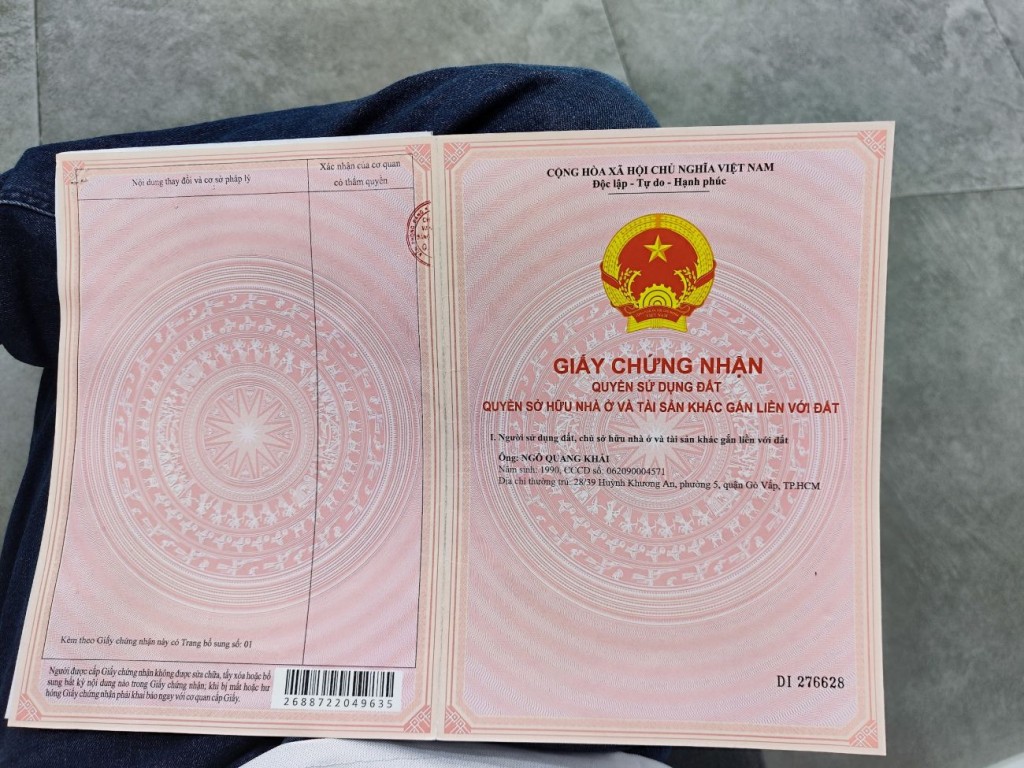 Nội dung thay đổi và cơ sở pháp lý
Xác nhận của cơ quan
có thẩm quyền
Kèm theo Giấy chứng nhận này có Trang bổ sung số: 01
Người được cấp Giấy chứng nhận không được sửa chữa, tẩy xóa hoặc bổ
sung bất kỳ nội dung nào trong Giấy chứng nhận; khi bị mất hoặc hư
hỏng Giấy chứng nhận phải khai báo ngay với cơ quan cấp Giấy.
2688722049635
CỘNG HÒA XÃ HỘI CHỦ NGHĨA VIỆT NAM
Độc lập - Tự do - Hạnh phúc
VIỆT NAM
GIẤY CHỨNG NHẬN
QUYỀN SỬ DỤNG ĐẤT
QUYỀN SỞ HỮU NHÀ Ở VÀ TÀI SẢN KHÁC GẮN LIỀN VỚI ĐẤT
I. Người sử dụng đất, chủ sở hữu nhà ở và tài sản khác gắn liền với đất
Ông: NGÔ QUANG KHẢI
Năm sinh: 1990, CCCD số: 062090004571
Địa chỉ thường trú: 28/39 Huỳnh Khương An, phường 5, quận Gò Vấp, TP.HCM
DI 276628